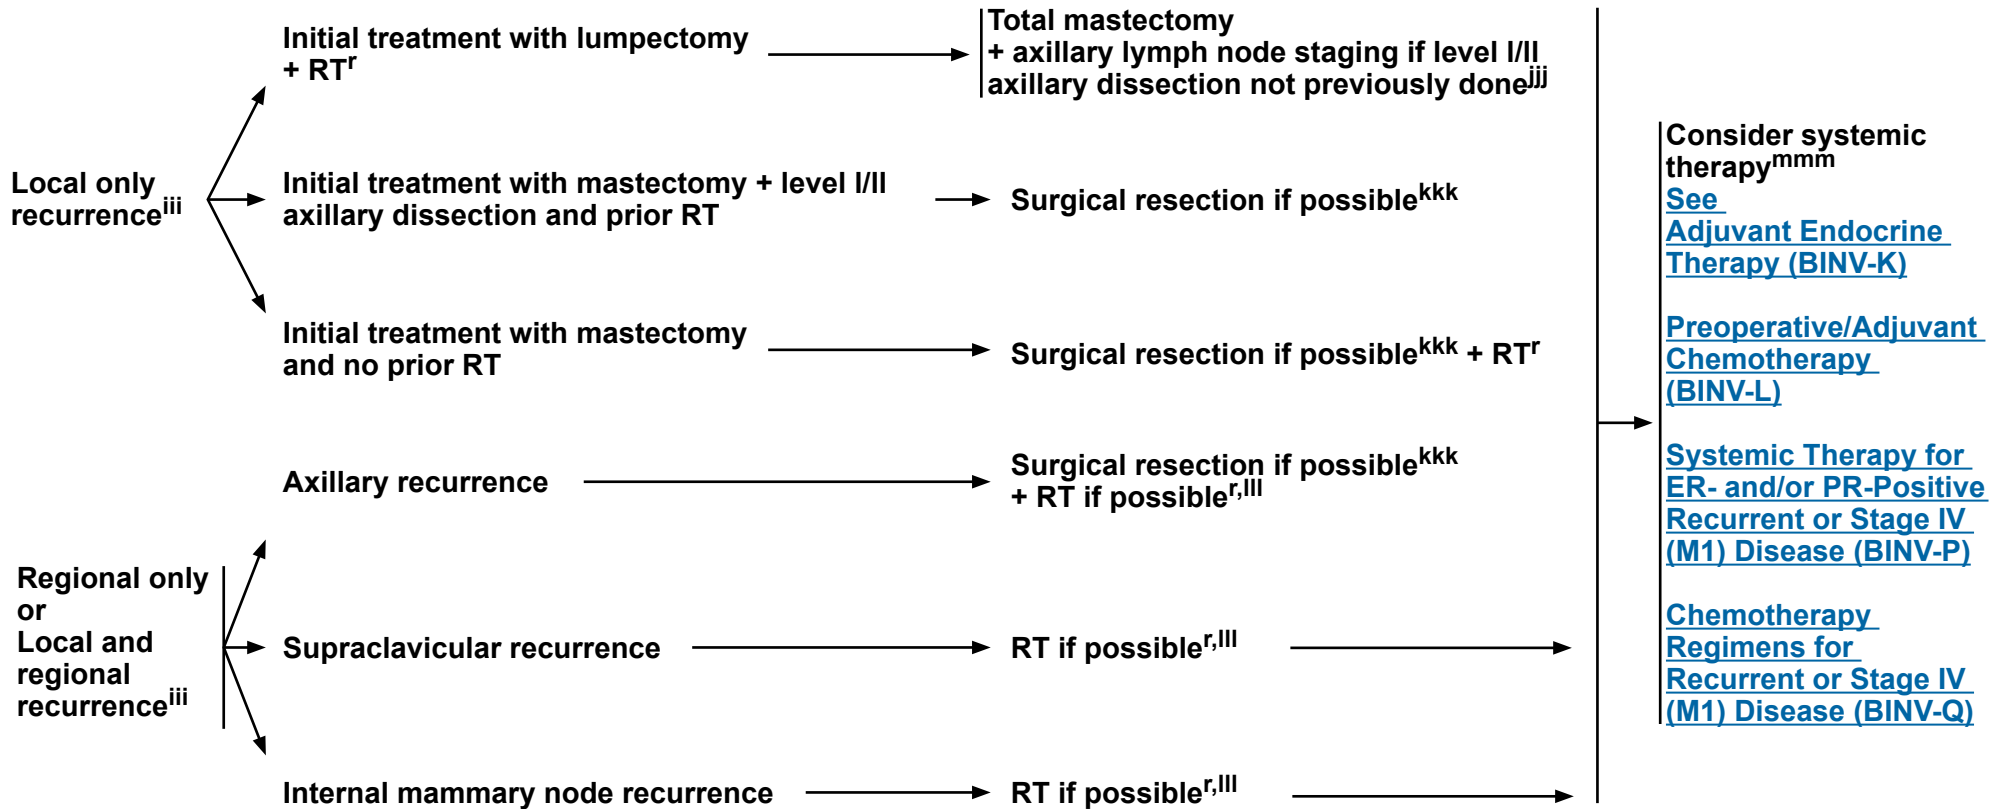 Initial treatment with lumpectomy
+ RTr
Total mastectomy
+ axillary lymph node staging if level I/II
axillary dissection not previously donejjj
Local only
recurrenceiii
Initial treatment with mastectomy + level I/II
axillary dissection and prior RT
Surgical resection if possiblekkk
Initial treatment with mastectomy
and no prior RT
Surgical resection if possiblekkk + RTr
Axillary recurrence
Surgical resection if possiblekkk
+ RT if possibler,lll
Regional only
or
Local and
regional
recurrenceiii
Supraclavicular recurrence
RT if possibler,lll
Internal mammary node recurrence
RT if possibler,lll
Consider systemic
therapymmm
See
Adjuvant Endocrine
Therapy (BINV-K)
Preoperative/Adjuvant
Chemotherapy
(BINV-L)
Systemic Therapy for
ER- and/or PR-Positive
Recurrent or Stage IV
(M1) Disease (BINV-P)
Chemotherapy
Regimens for
Recurrent or Stage IV
(M1) Disease (BINV-Q)